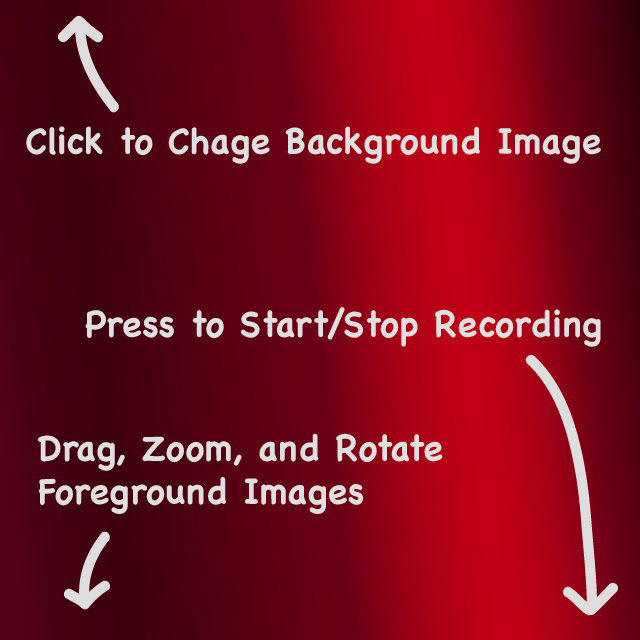 Click to Chage Background Image
Press to Start/Stop Recording
Drag, Zoom, and Rotate
Foreground Images